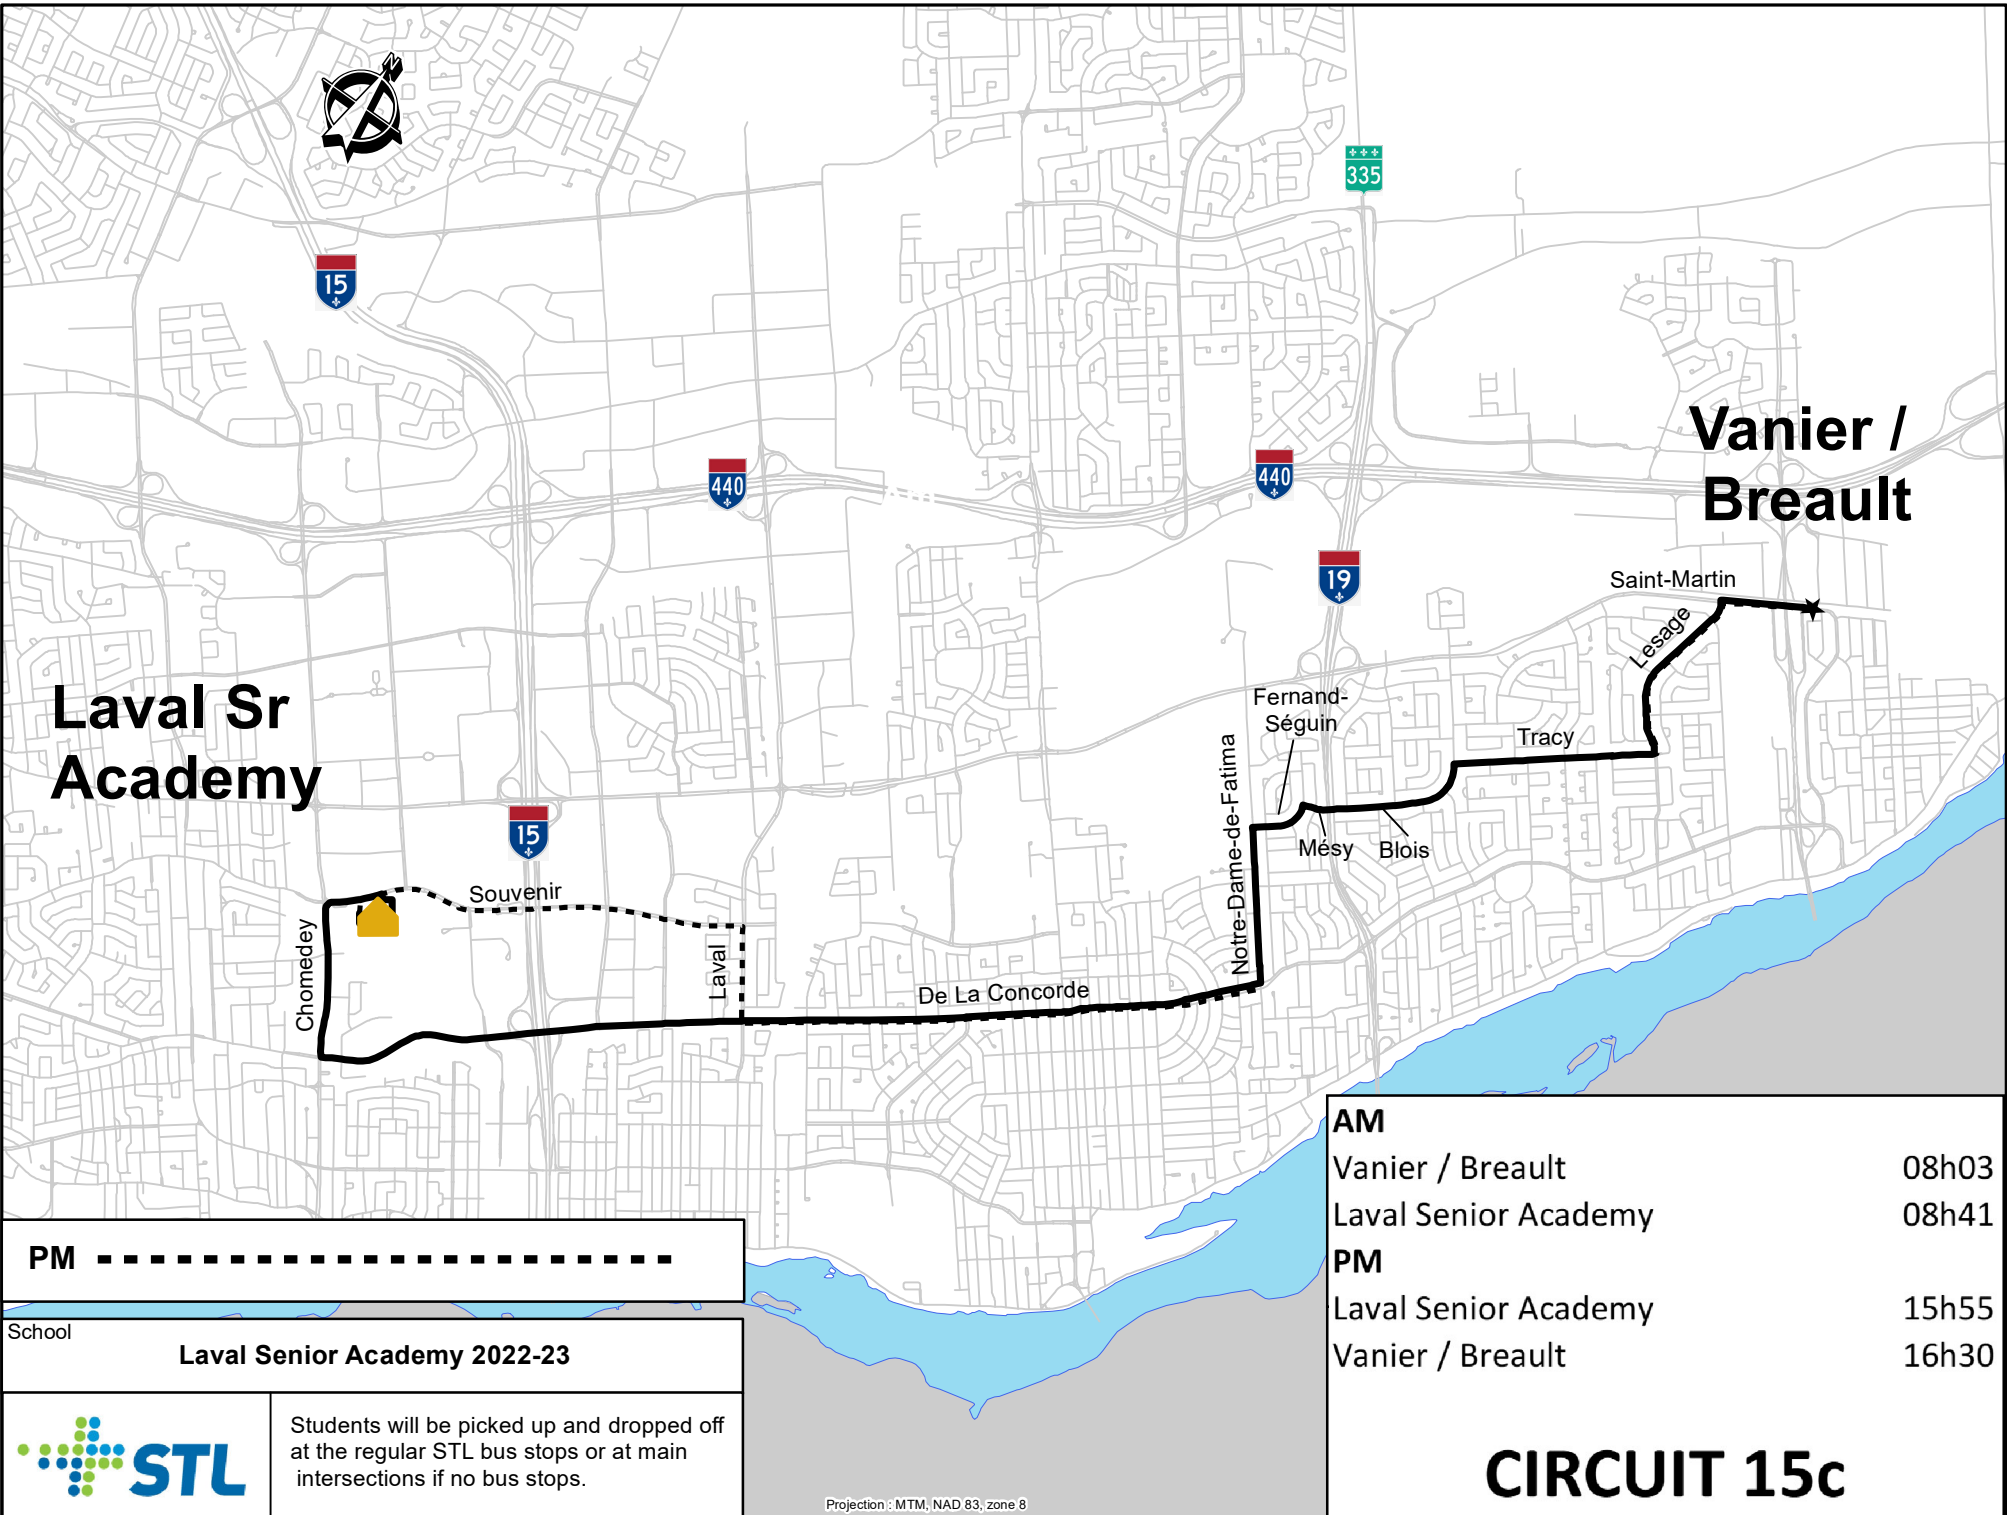 N
335
15
Vanier /
Breault
440
440
19
Saint-Martin
Lesage
Fernand-
Séguin
Laval Sr
Academy
Tracy
Notre-Dame-de-Fatima
15
Mésy
Blois
Souvenir
Chomedey
Laval
De La Concorde
AM
Vanier / Breault 08h03
Laval Senior Academy 08h41
PM
Laval Senior Academy 15h55
Vanier / Breault 16h30
CIRCUIT 15c
PM
School
Laval Senior Academy 2022-23
STL
Students will be picked up and dropped off
at the regular STL bus stops or at main
intersections if no bus stops.
Projection : MTM, NAD 83, zone 8